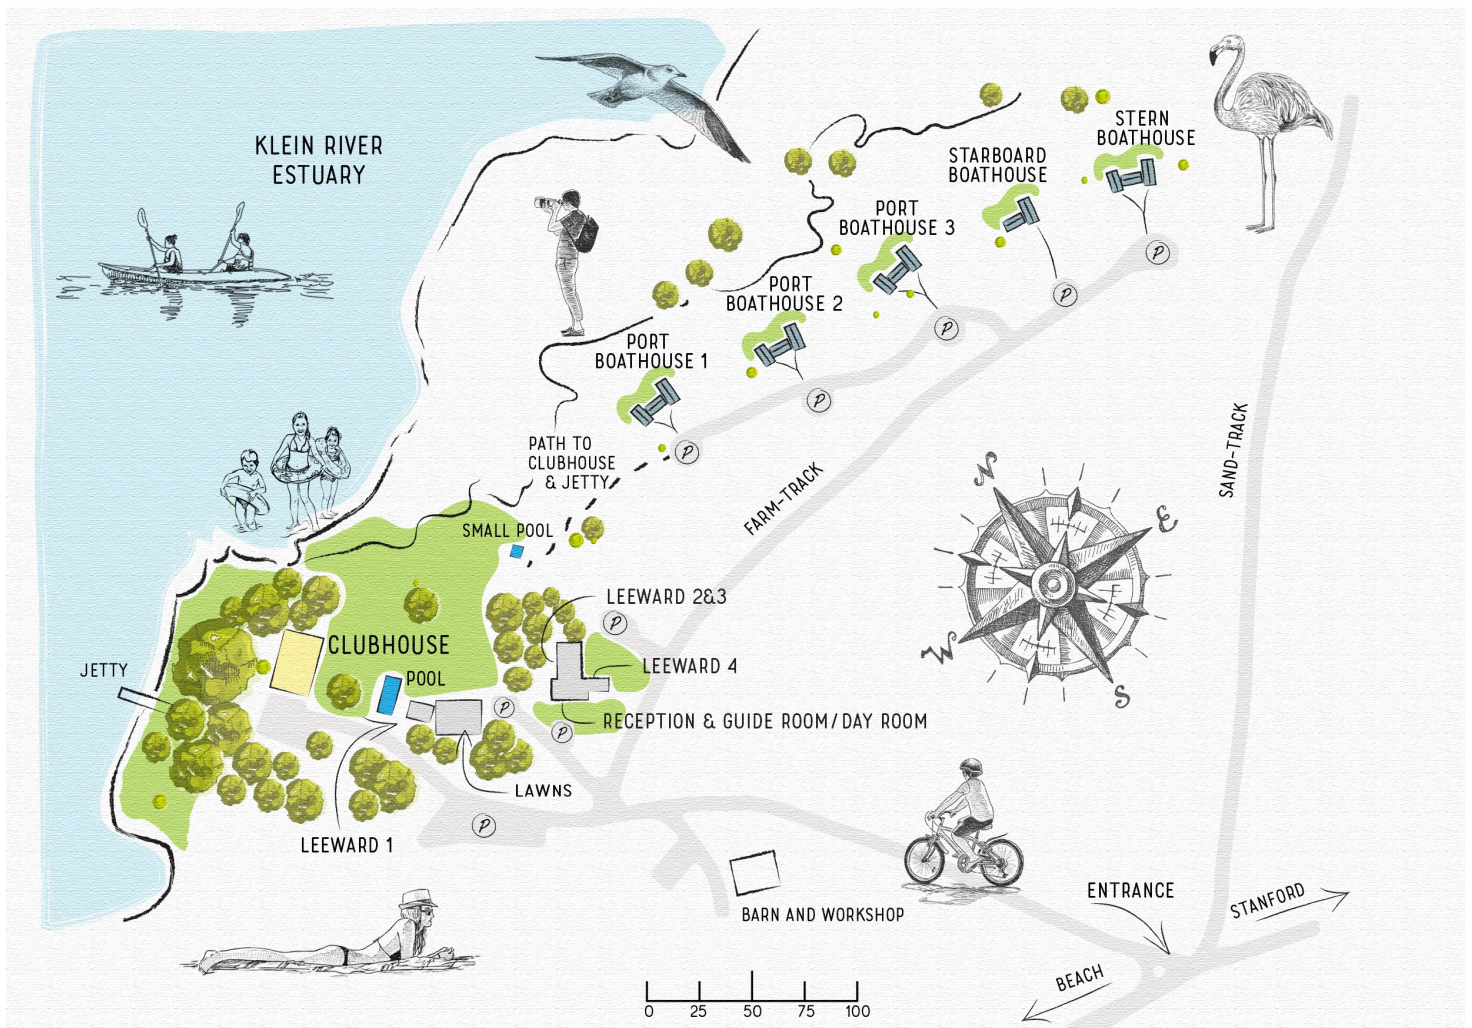 KLEIN RIVER
ESTUARY
STERN
BOATHOUSE
STARBOARD
BOATHOUSE
PORT
BOATHOUSE 3
PORT
BOATHOUSE 2
PORT
BOATHOUSE 1
P
P
P
P
P
PATH TO
CLUBHOUSE
& JETTY
FARM-TRACK
SAND-TRACK
N
E
W
S
SMALL POOL
LEEWARD 2&3
P
CLUBHOUSE
LEEWARD 4
JETTY
POOL
P
RECEPTION & GUIDE ROOM/DAY ROOM
P
LAWNS
P
LEEWARD 1
BARN AND WORKSHOP
ENTRANCE
STANFORD
BEACH
0 25 50 75 100